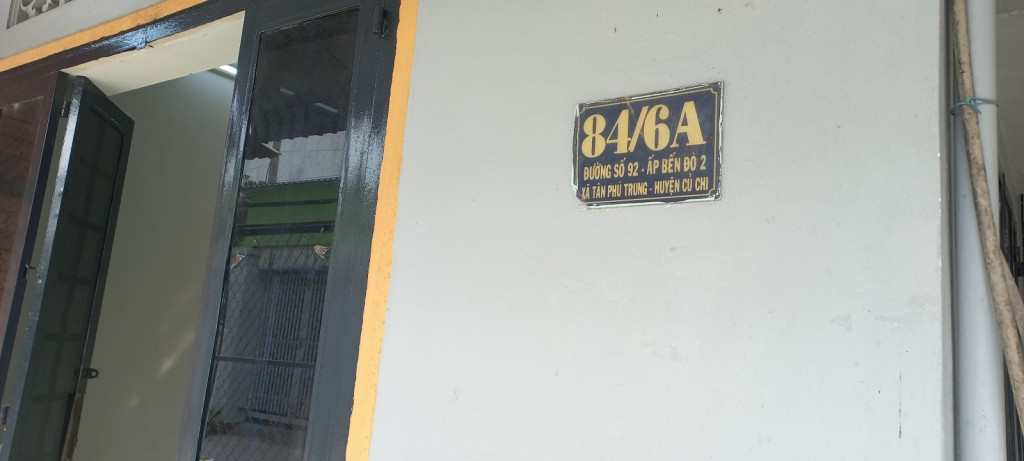 84/6A
ĐƯỜNG SỐ 92 - ẤP BẾN ĐÒ 2
XÃ TÂN PHÚ TRUNG - HUYỆN CỦ CHI